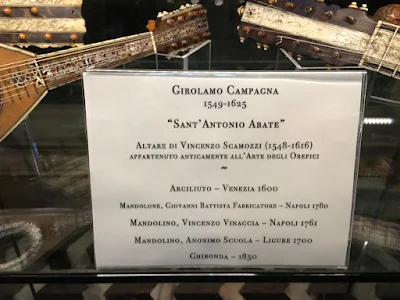 Girolamo Campagna
1549-1625
"Sant'Antonio Abate"
Altare di Vincenzo Scamozzi (1548-1616)
appartenuto anticamente all'Arte degli Orefici
~
Arciliuto – Venezia 1600
Mandolone, Giovanni Battista Fabricatore – Napoli 1780
Mandolino, Vincenzo Vinaccia – Napoli 1761
Mandolino, Anonimo Scuola – Ligure 1700
Ghironda – 1850